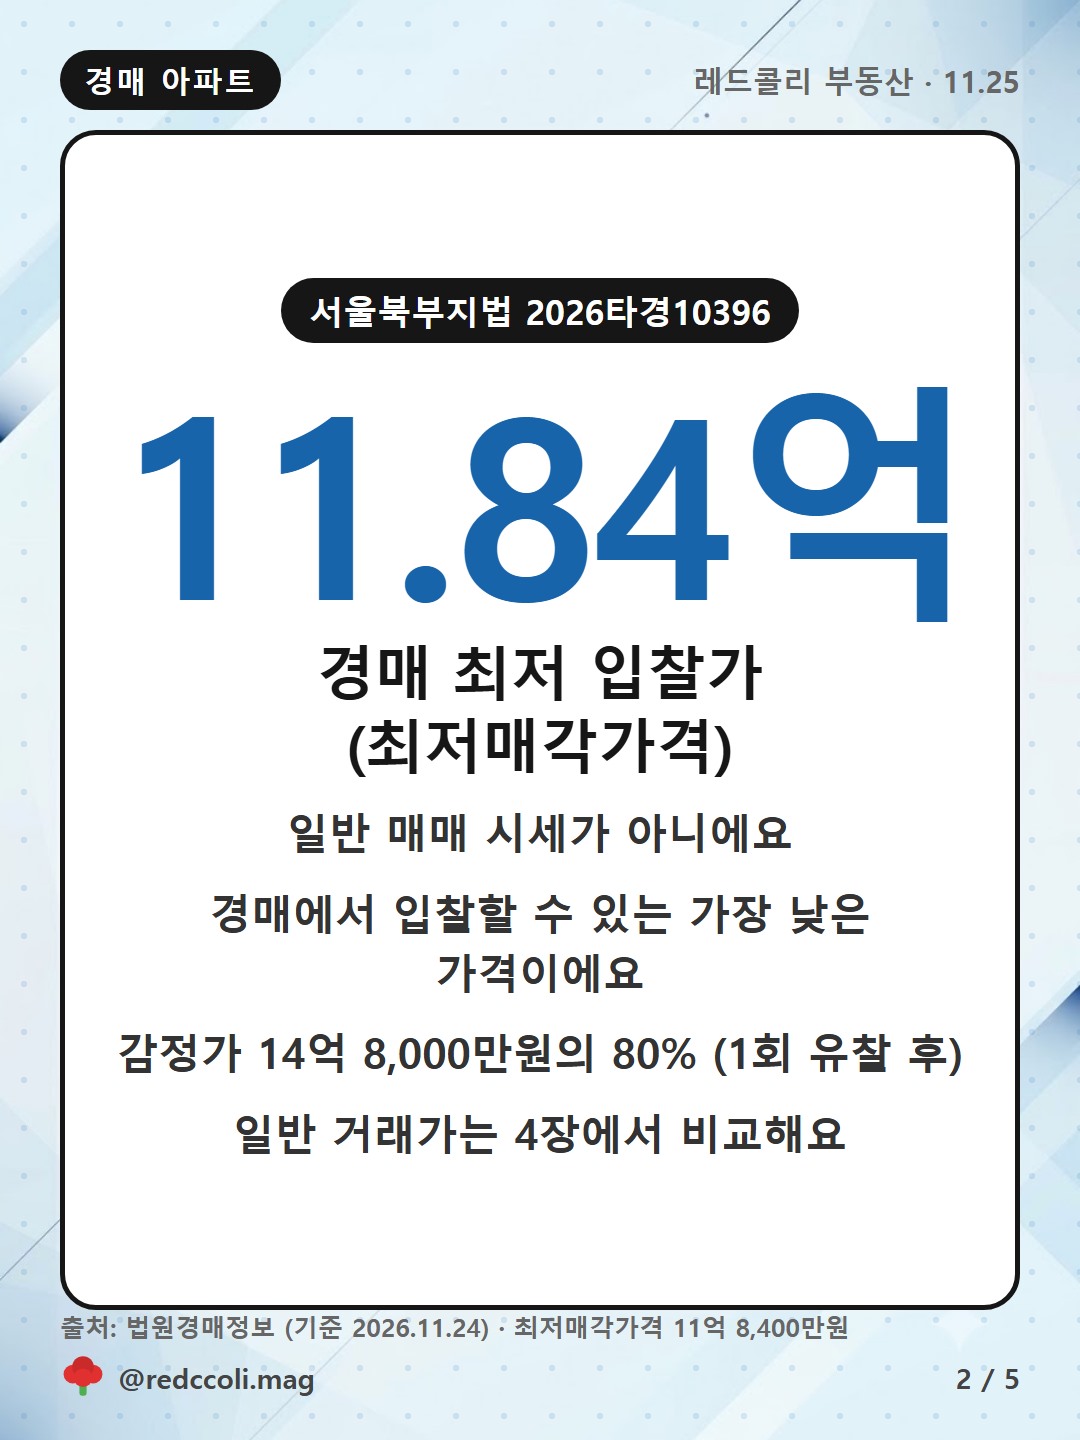 경매 아파트
레드콜리 부동산 · 11.25
서울북부지법 2026타경10396
11.84억
경매 최저 입찰가
(최저매각가격)
일반 매매 시세가 아니에요
경매에서 입찰할 수 있는 가장 낮은
가격이에요
감정가 14억 8,000만원의 80% (1회 유찰 후)
일반 거래가는 4장에서 비교해요
출처: 법원경매정보 (기준 2026.11.24) · 최저매각가격 11억 8,400만원
@redccoli.mag
2 / 5